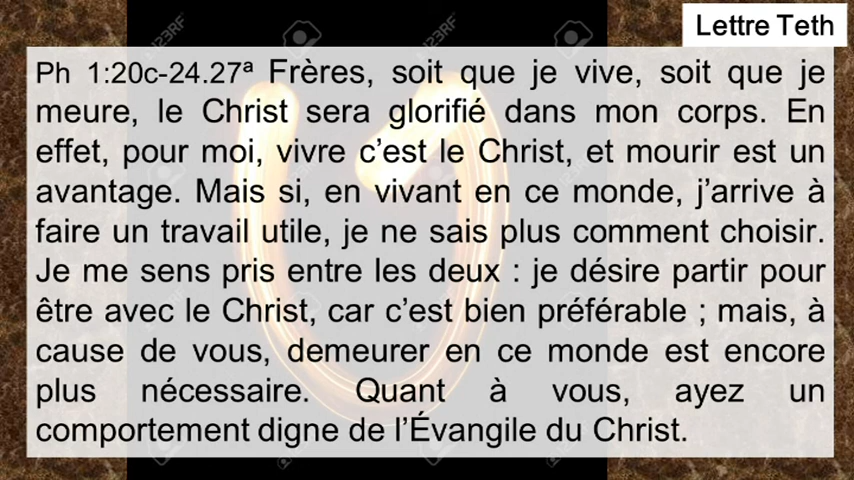 Lettre Teth
Ph 1:20c-24.27ª Frères, soit que je vive, soit que je
meure, le Christ sera glorifié dans mon corps. En
effet, pour moi, vivre c’est le Christ, et mourir est un
avantage. Mais si, en vivant en ce monde, j’arrive à
faire un travail utile, je ne sais plus comment choisir.
Je me sens pris entre les deux : je désire partir pour
être avec le Christ, car c’est bien préférable ; mais, à
cause de vous, demeurer en ce monde est encore
plus nécessaire. Quant à vous, ayez un
comportement digne de l’Évangile du Christ.